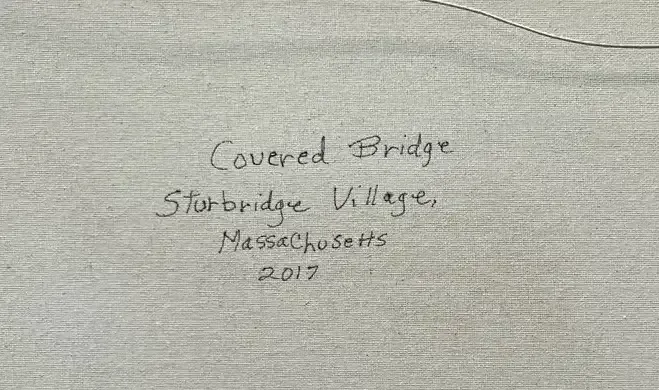 Covered Bridge
Sturbridge Village,
Massachusetts
2017